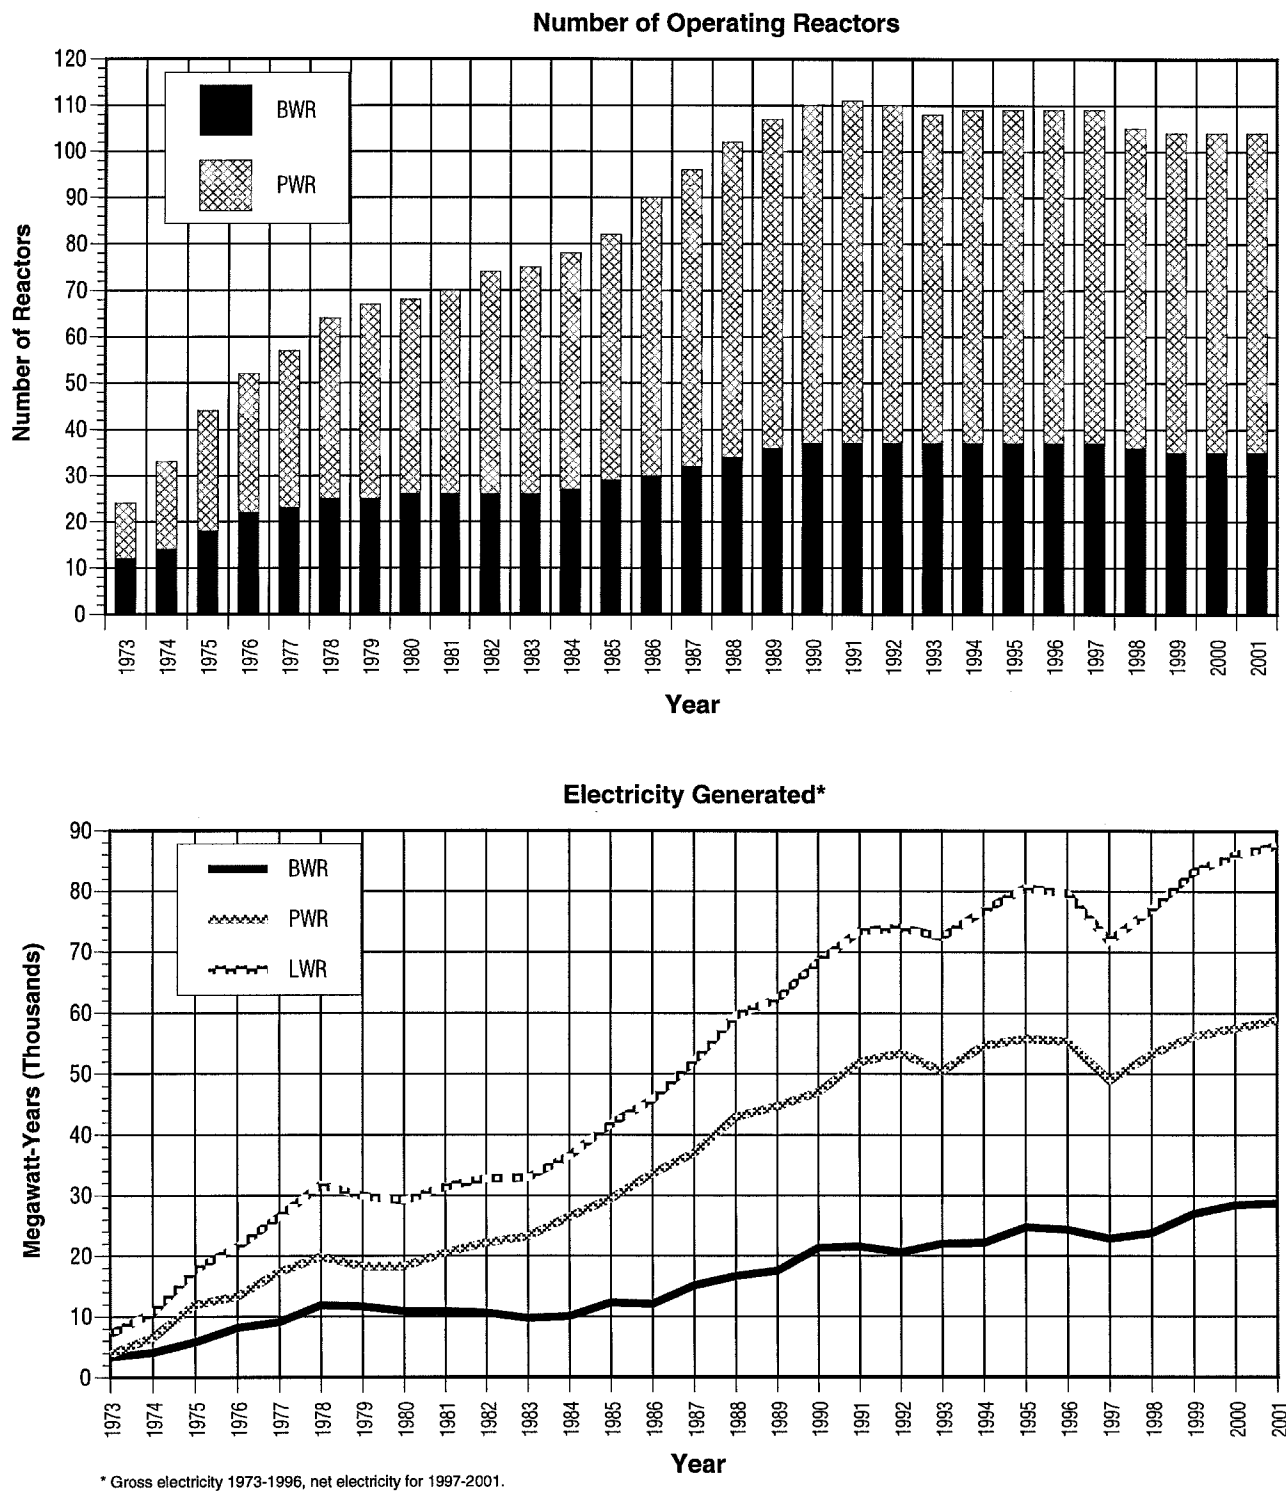 Number of Operating Reactors
120
110
100
90
80
70
60
50
40
30
20
10
0
BWR
PWR
Number of Reactors
1973 1974 1975 1976 1977 1978 1979 1980 1981 1982 1983 1984 1985 1986 1987 1988 1989 1990 1991 1992 1993 1994 1995 1996 1997 1998 1999 2000 2001
Year
Electricity Generated*
90
80
70
60
50
40
30
20
10
0
BWR
PWR
LWR
Megawatt-Years (Thousands)
1973 1974 1975 1976 1977 1978 1979 1980 1981 1982 1983 1984 1985 1986 1987 1988 1989 1990 1991 1992 1993 1994 1995 1996 1997 1998 1999 2000 2001
Year
* Gross electricity 1973-1996, net electricity for 1997-2001.